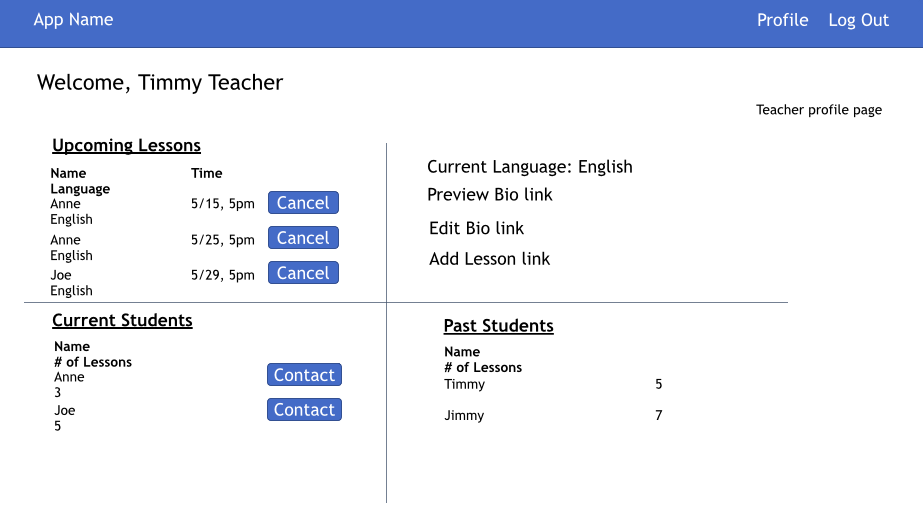 App Name
Profile Log Out
Welcome, Timmy Teacher
Teacher profile page
Upcoming Lessons
Name Time
Language
Anne 5/15, 5pm Cancel
English
Anne 5/25, 5pm Cancel
English
Joe 5/29, 5pm Cancel
English
Current Language: English
Preview Bio link
Edit Bio link
Add Lesson link
Current Students
Name
# of Lessons
Anne Contact
3
Joe Contact
5
Past Students
Name
# of Lessons
Timmy 5
Jimmy 7